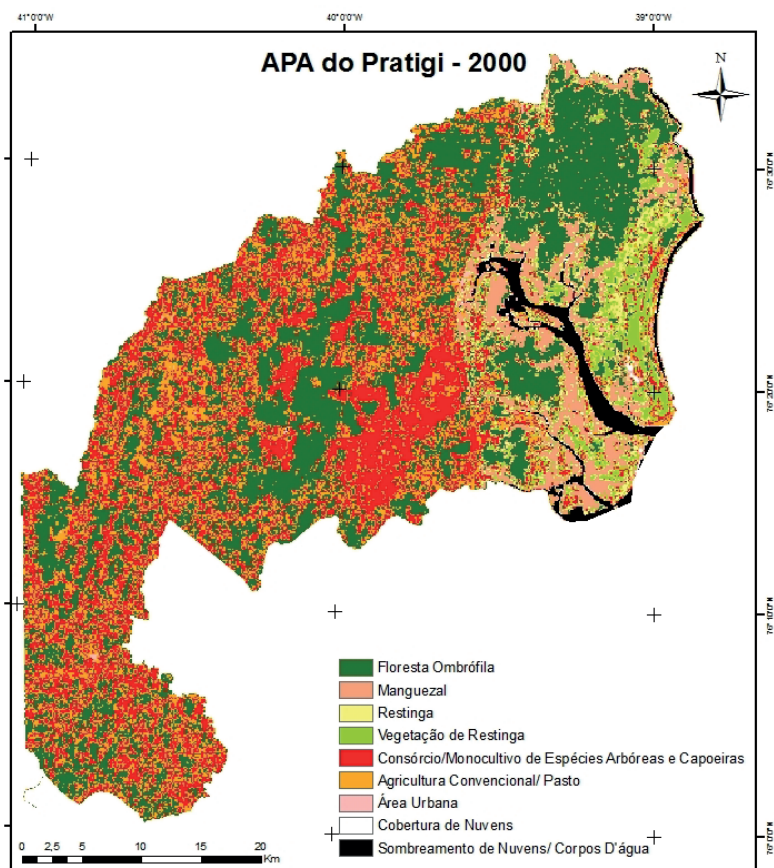 41°0'0"W 40°0'0"W 39°0'0"W
APA do Pratigi - 2000
N
Floresta Ombrófila
Manguezal
Restinga
Vegetação de Restinga
Consórcio/Monocultivo de Espécies Arbóreas e Capoeiras
Agricultura Convencional/ Pasto
Área Urbana
Cobertura de Nuvens
Sombreamento de Nuvens/ Corpos D'água
0 2,5 5 10 15 20
Km